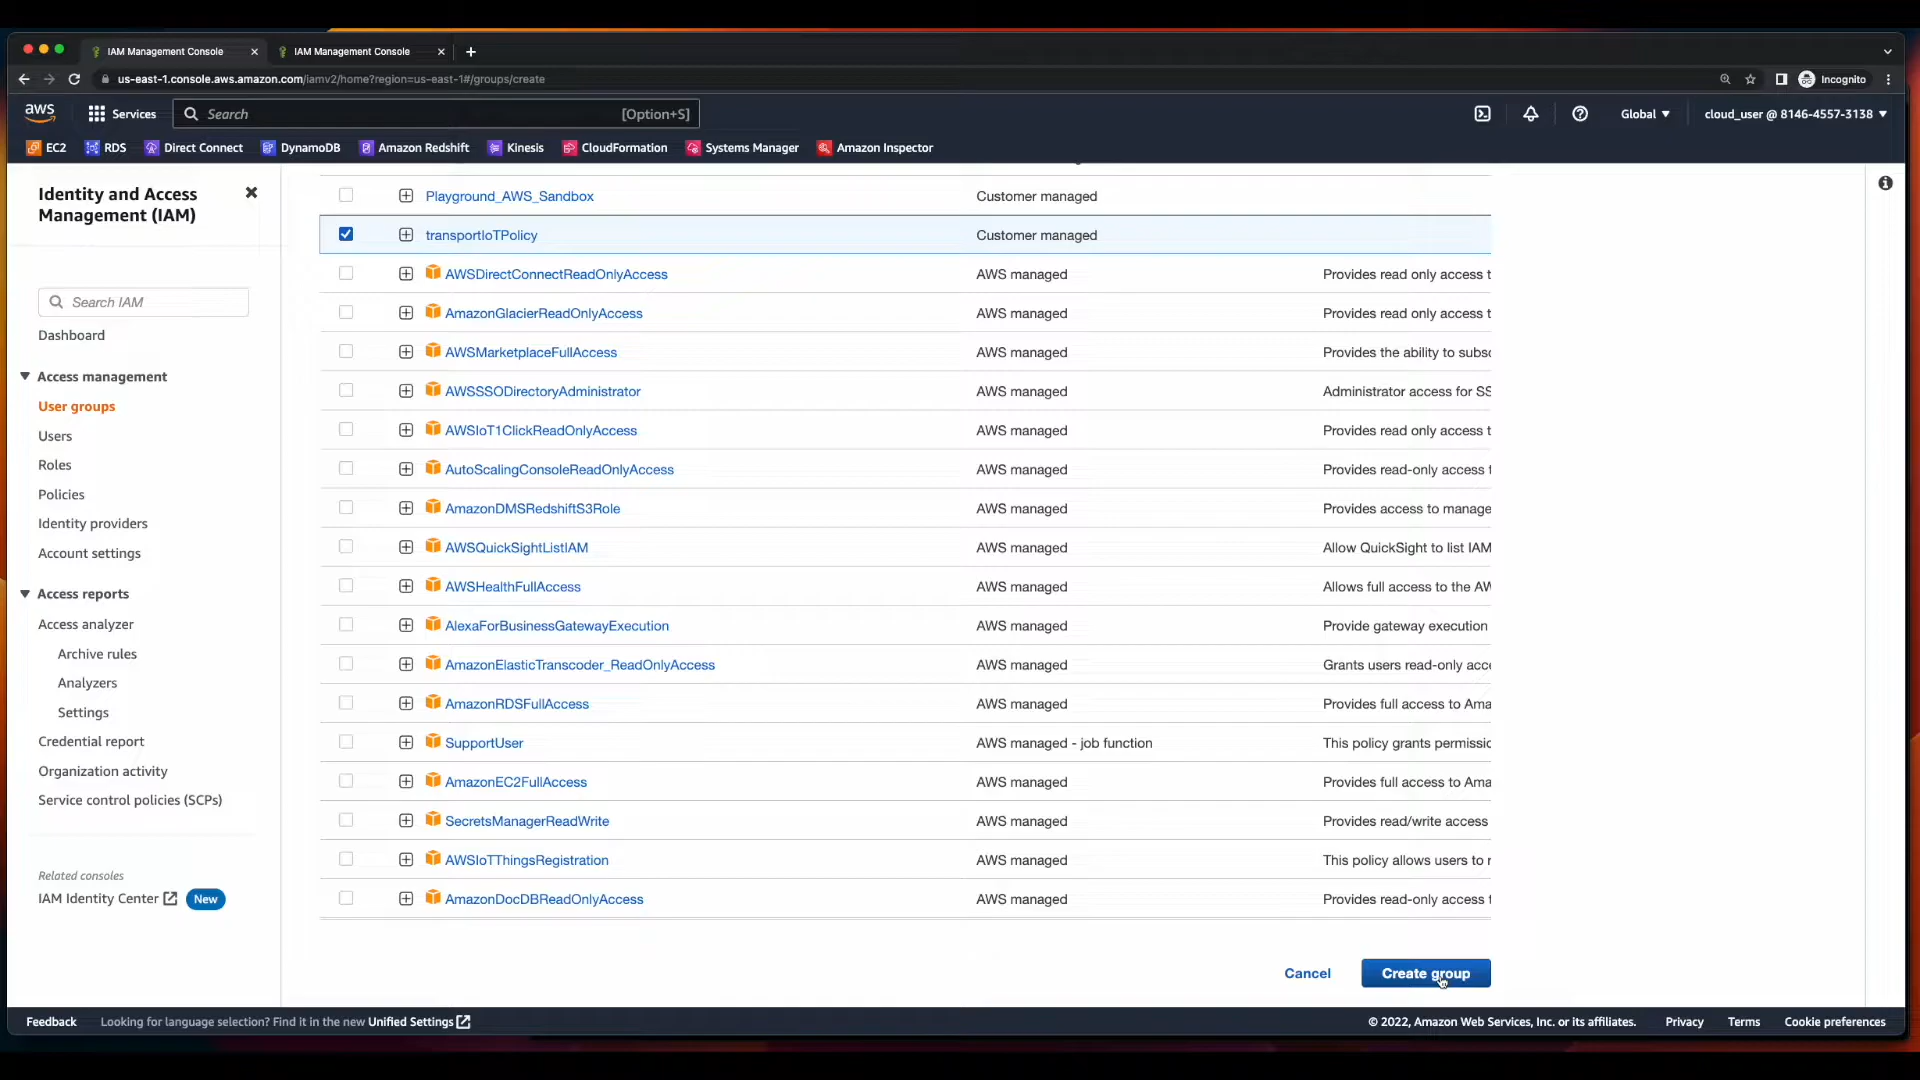 IAM Management Console
IAM Management Console
us-east-1.console.aws.amazon.com/iamv2/home?region=us-east-1#/groups/create
Incognito
aws
Services
Search
[Option+S]
Global
cloud_user @ 8146-4557-3138
EC2
RDS
Direct Connect
DynamoDB
Amazon Redshift
Kinesis
CloudFormation
Systems Manager
Amazon Inspector
Identity and Access
Management (IAM)
Search IAM
Dashboard
Access management
User groups
Users
Roles
Policies
Identity providers
Account settings
Access reports
Access analyzer
Archive rules
Analyzers
Settings
Credential report
Organization activity
Service control policies (SCPs)
Related consoles
IAM Identity Center
New
Playground_AWS_Sandbox Customer managed
transportIoTPolicy Customer managed
AWSDirectConnectReadOnlyAccess AWS managed Provides read only access t
AmazonGlacierReadOnlyAccess AWS managed Provides read only access t
AWSMarketplaceFullAccess AWS managed Provides the ability to subsc
AWSSSODirectoryAdministrator AWS managed Administrator access for SS
AWSIoT1ClickReadOnlyAccess AWS managed Provides read only access t
AutoScalingConsoleReadOnlyAccess AWS managed Provides read-only access t
AmazonDMSRedshiftS3Role AWS managed Provides access to manage
AWSQuickSightListIAM AWS managed Allow QuickSight to list IAM
AWSHealthFullAccess AWS managed Allows full access to the AW
AlexaForBusinessGatewayExecution AWS managed Provide gateway execution
AmazonElasticTranscoder_ReadOnlyAccess AWS managed Grants users read-only acce
AmazonRDSFullAccess AWS managed Provides full access to Ama
SupportUser AWS managed - job function This policy grants permissic
AmazonEC2FullAccess AWS managed Provides full access to Ama
SecretsManagerReadWrite AWS managed Provides read/write access
AWSIoTThingsRegistration AWS managed This policy allows users to r
AmazonDocDBReadOnlyAccess AWS managed Provides read-only access t
Cancel
Create group
Feedback
Looking for language selection? Find it in the new Unified Settings
© 2022, Amazon Web Services, Inc. or its affiliates.
Privacy
Terms
Cookie preferences